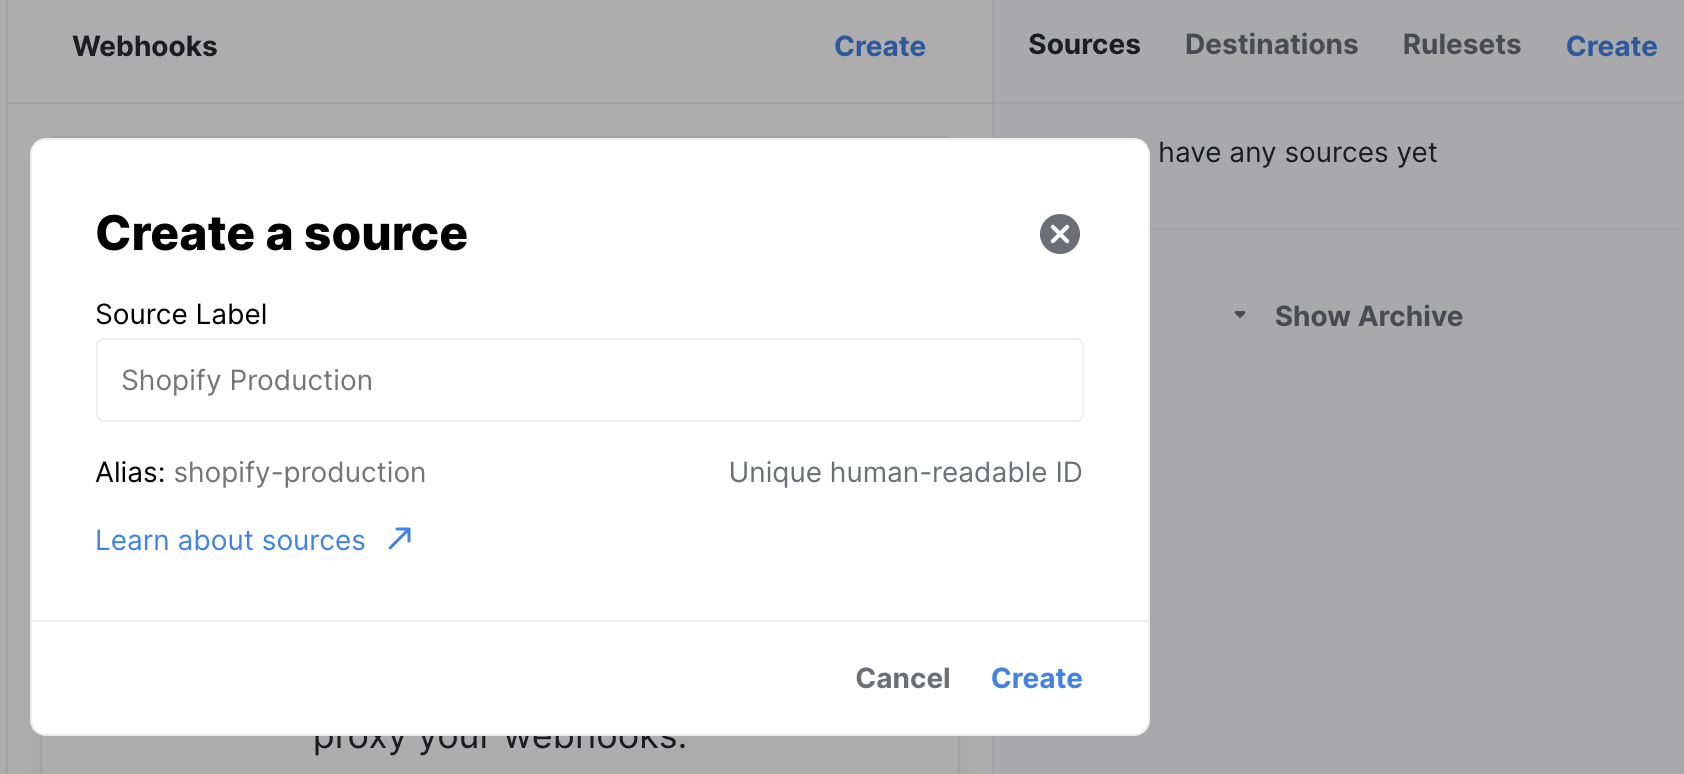 Webhooks
Create
Sources Destinations Rulesets Create
have any sources yet
Show Archive
Create a source
Source Label
Shopify Production
Alias: shopify-production
Unique human-readable ID
Learn about sources
Cancel Create
proxy your webhooks.